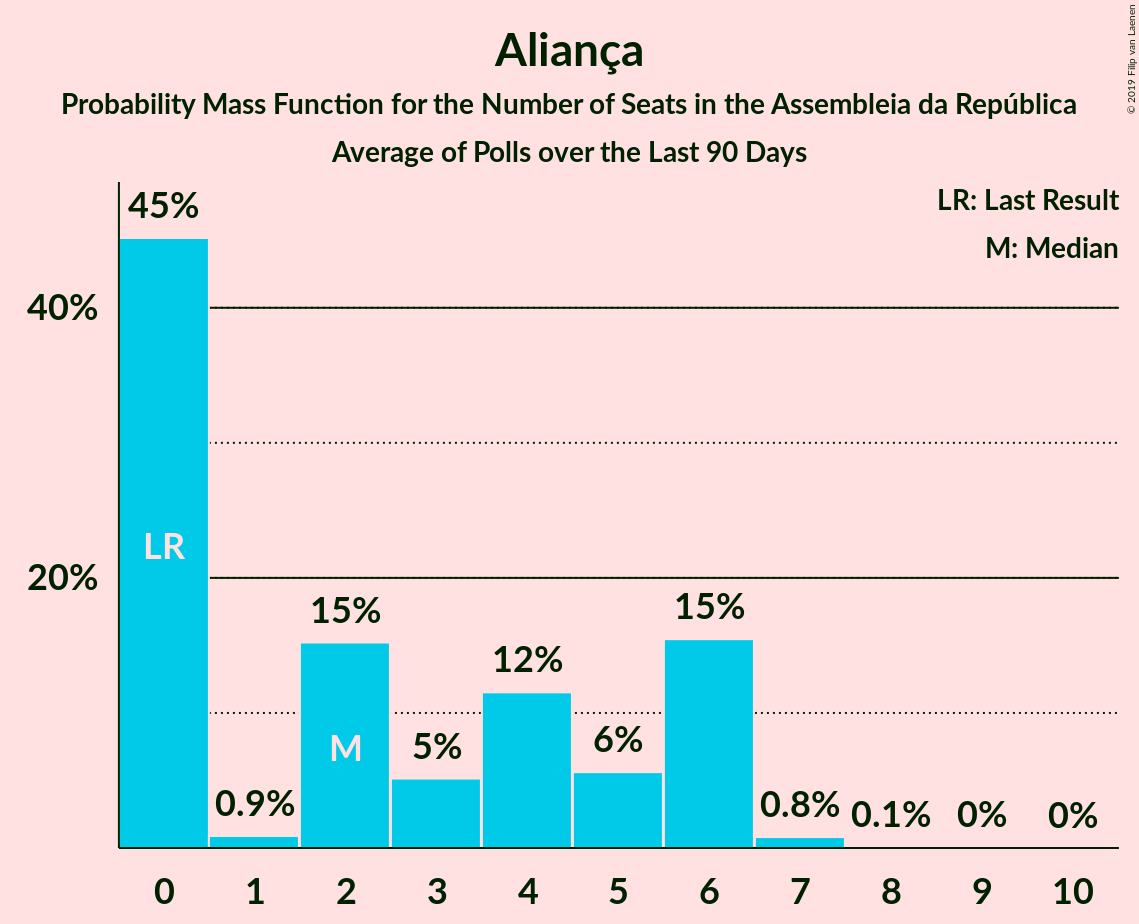 Aliança
Probability Mass Function for the Number of Seats in the Assembleia da República
Average of Polls over the Last 90 Days
© 2019 Filip van Laenen
LR: Last Result
M: Median
45%
40%
20%
LR
0.9%
15%
M
5%
12%
6%
15%
0.8%
0.1%
0%
0%
0 1 2 3 4 5 6 7 8 9 10